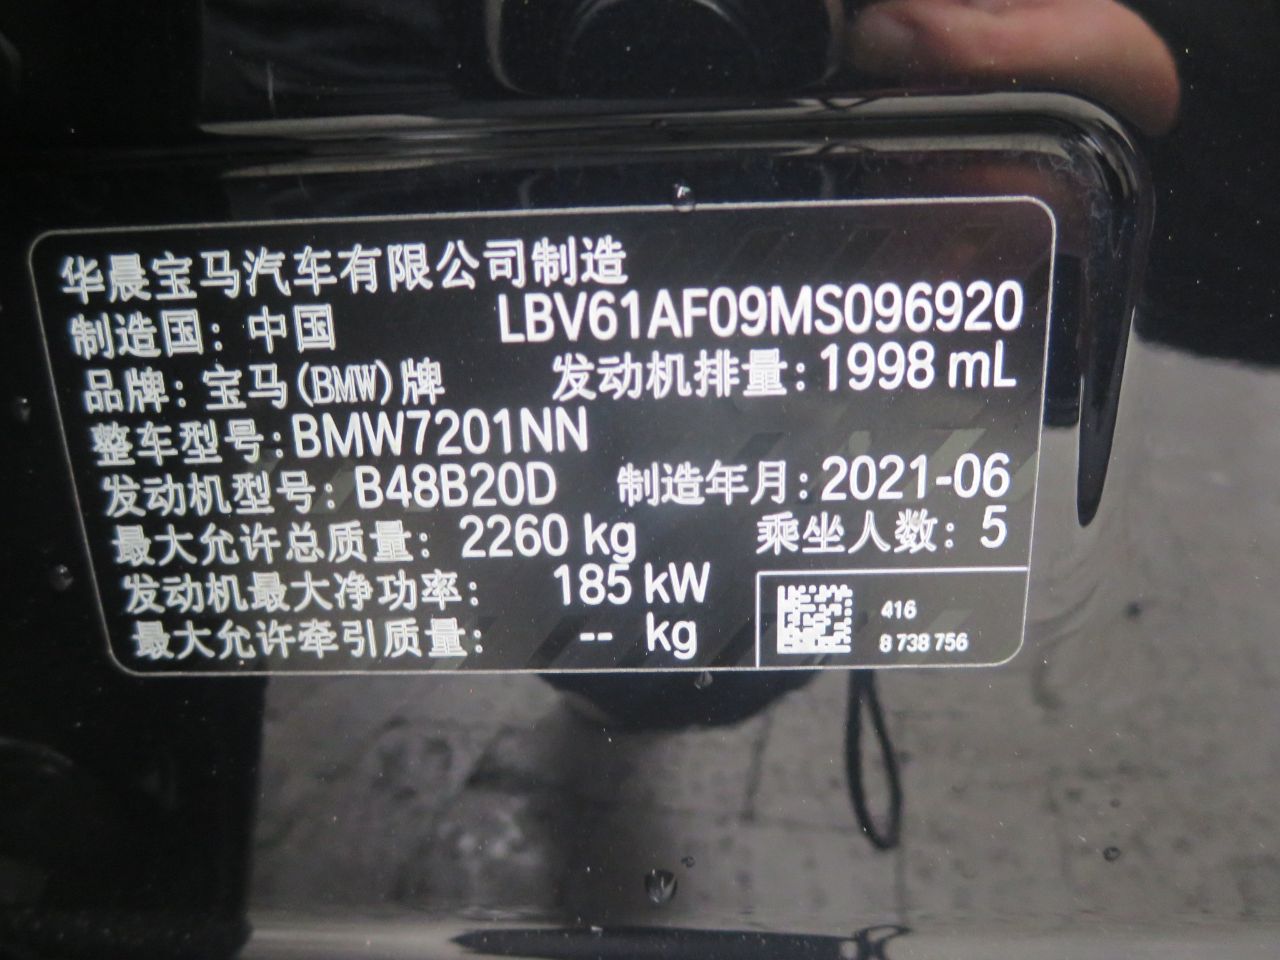 华晨宝马汽车有限公司制造
制造国: 中国 LBV61AF09MS096920
品牌: 宝马(BMW)牌 发动机排量: 1998 mL
整车型号: BMW7201NN
发动机型号: B48B20D 制造年月: 2021-06
最大允许总质量: 2260 kg 乘坐人数: 5
发动机最大净功率: 185 kW
最大允许牵引质量: -- kg
416
8 738 756